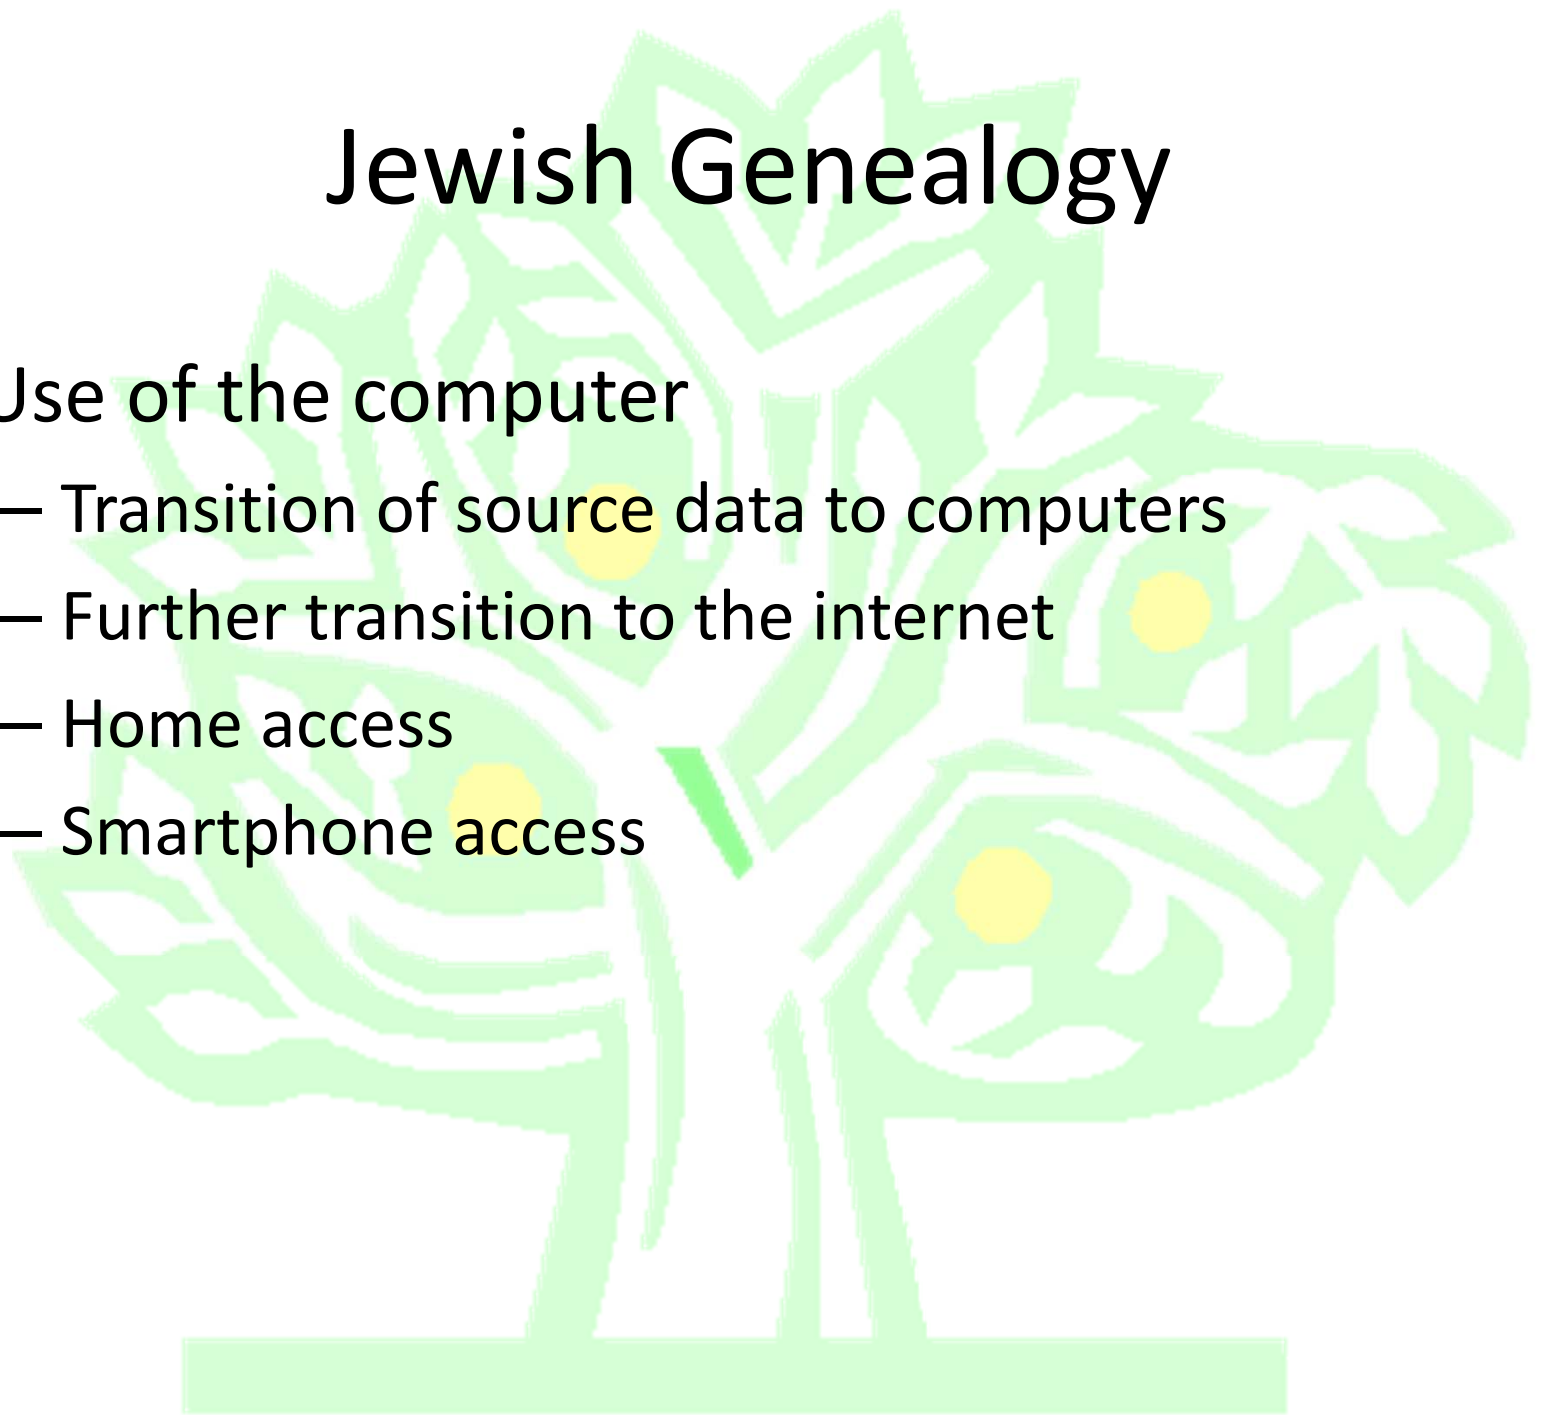 Jewish Genealogy
Use of the computer
– Transition of source data to computers
– Further transition to the internet
– Home access
– Smartphone access